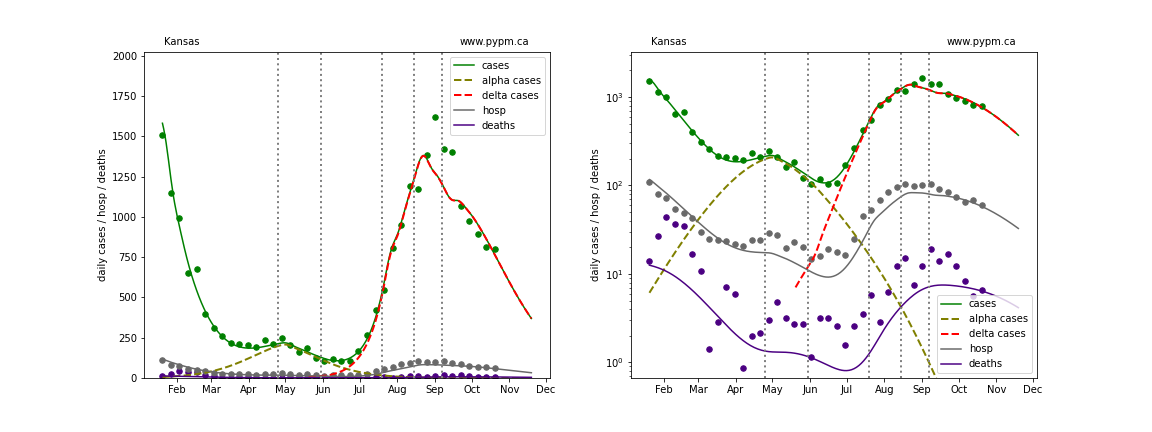 Kansas www.pypm.ca
2000
1750
1500
1250
1000
750
500
250
0
daily cases / hosp / deaths
cases
alpha cases
delta cases
hosp
deaths
Feb Mar Apr May Jun Jul Aug Sep Oct Nov Dec
Kansas www.pypm.ca
10³
10²
10¹
10⁰
daily cases / hosp / deaths
cases
alpha cases
delta cases
hosp
deaths
Feb Mar Apr May Jun Jul Aug Sep Oct Nov Dec